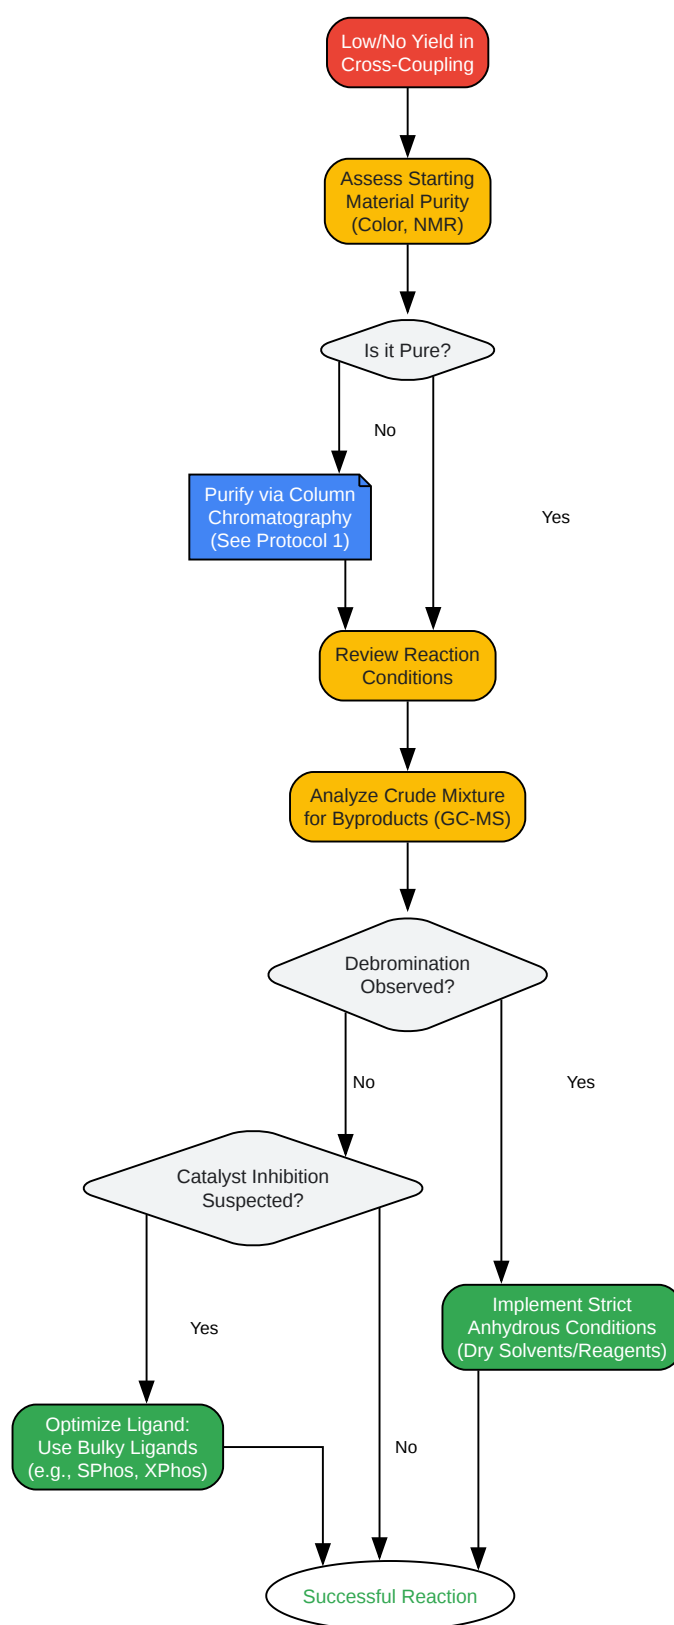 Low/No Yield in
Cross-Coupling
Assess Starting
Material Purity
(Color, NMR)
Is it Pure?
No
Purify via Column
Chromatography
(See Protocol 1)
Yes
Review Reaction
Conditions
Analyze Crude Mixture
for Byproducts (GC-MS)
Debromination
Observed?
No
Yes
Catalyst Inhibition
Suspected?
Implement Strict
Anhydrous Conditions
(Dry Solvents/Reagents)
Yes
Optimize Ligand:
Use Bulky Ligands
(e.g., SPhos, XPhos)
No
Successful Reaction